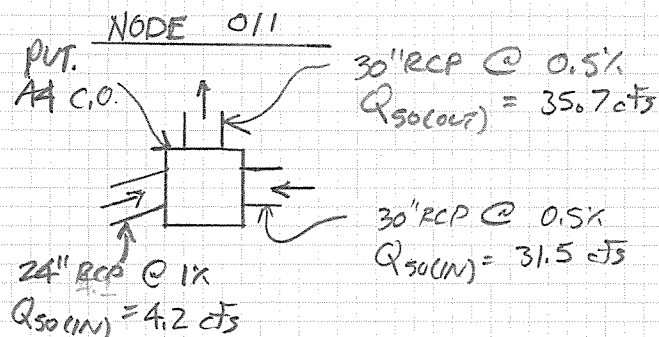 NODE 011
PVT.
A4 C.O.
30" RCP @ 0.5%
Q50(OUT) = 35.7 cfs
30" RCP @ 0.5%
Q50(IN) = 31.5 cfs
24" RCP @ 1%
Q50(IN) = 4.2 cfs